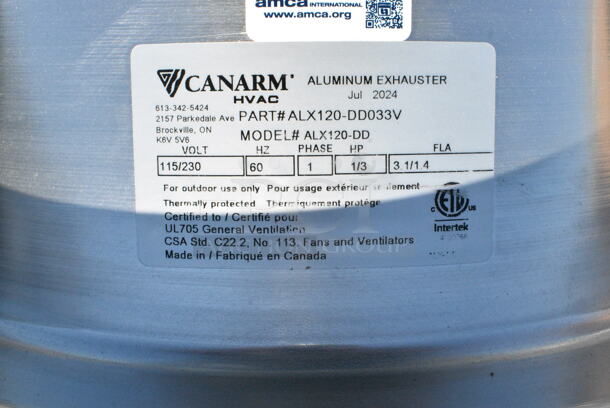 amca INTERNATIONAL
www.amca.org
CANARM®
HVAC
ALUMINUM EXHAUSTER
Jul 2024
613-342-5424
2157 Parkedale Ave
Brockville, ON
K6V 5V6
PART# ALX120-DD033V
MODEL# ALX120-DD
VOLT HZ PHASE HP FLA
115/230 60 1 1/3 3.1/1.4
For outdoor use only Pour usage extérieur
Thermally protected Thermiquement protégé
Certified to / Certifié pour
UL705 General Ventilation
CSA Std. C22.2, No. 113, Fans and Ventilators
Made in / Fabriqué en Canada
C ETL US
Intertek
GROUP